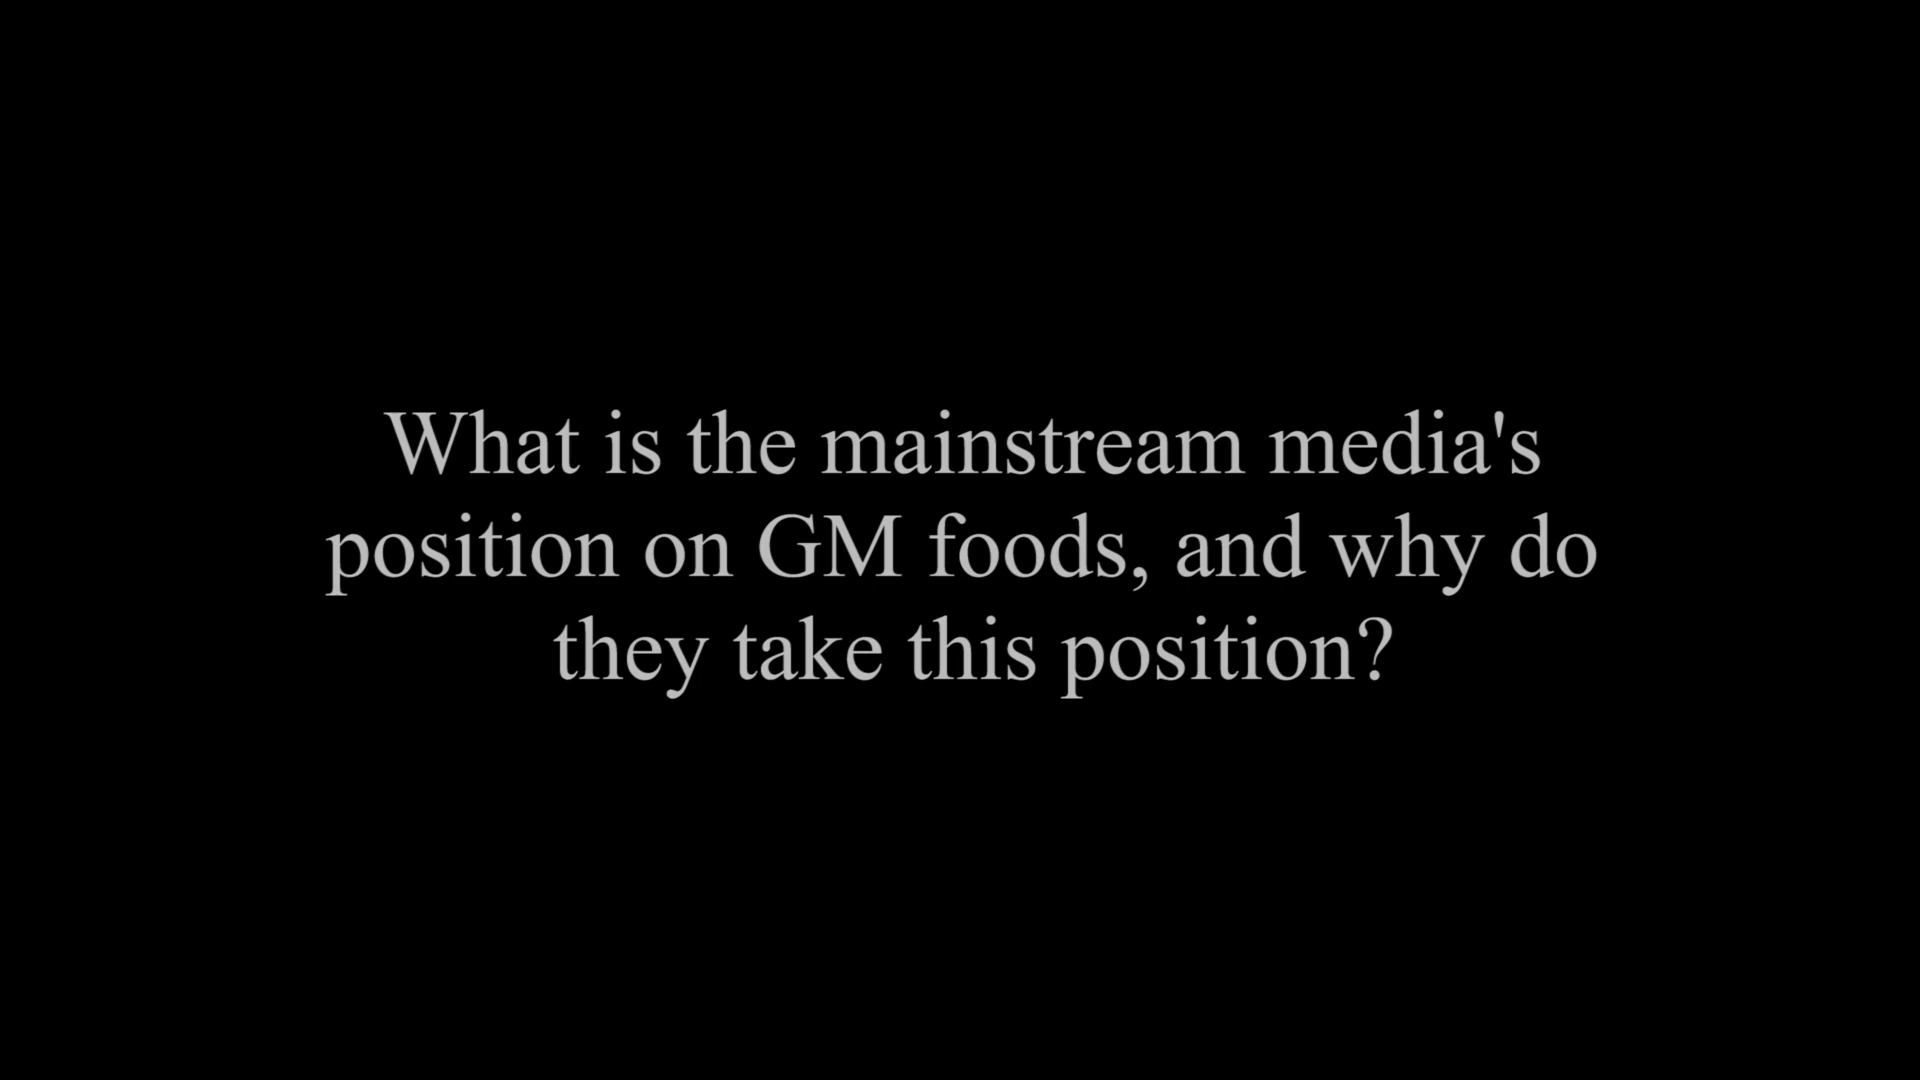 What is the mainstream media's
position on GM foods, and why do
they take this position?